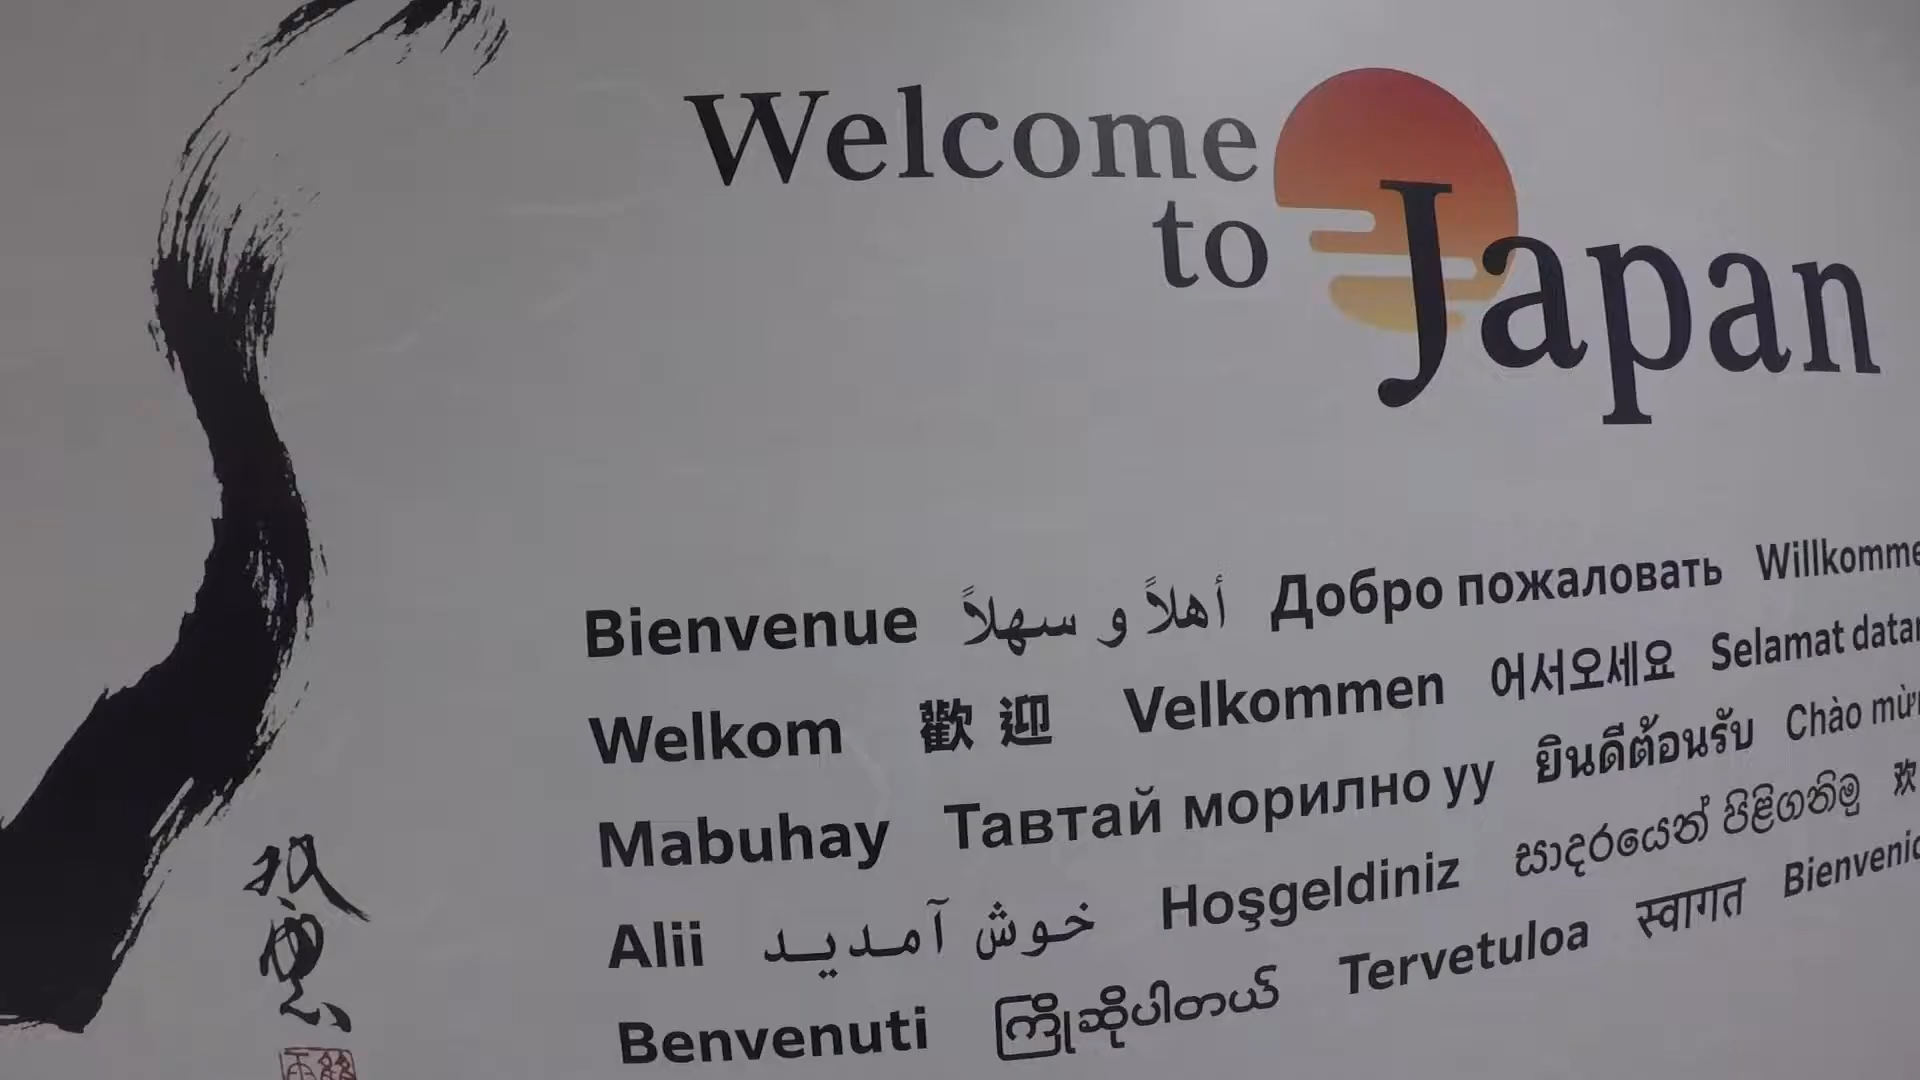 Welcome
to
Japan
Bienvenue أهلاً و سهلاً Добро пожаловать Willkomme
Welkom 歡迎 Velkommen 어서오세요 Selamat datan
Mabuhay Тавтай морилно уу ยินดีต้อนรับ Chào mừn
Alii خوش آمدید Hoşgeldiniz සාදරයෙන් පිළිගනිමු 欢
Benvenuti ကြိုဆိုပါတယ် Tervetuloa स्वागत Bienvenid